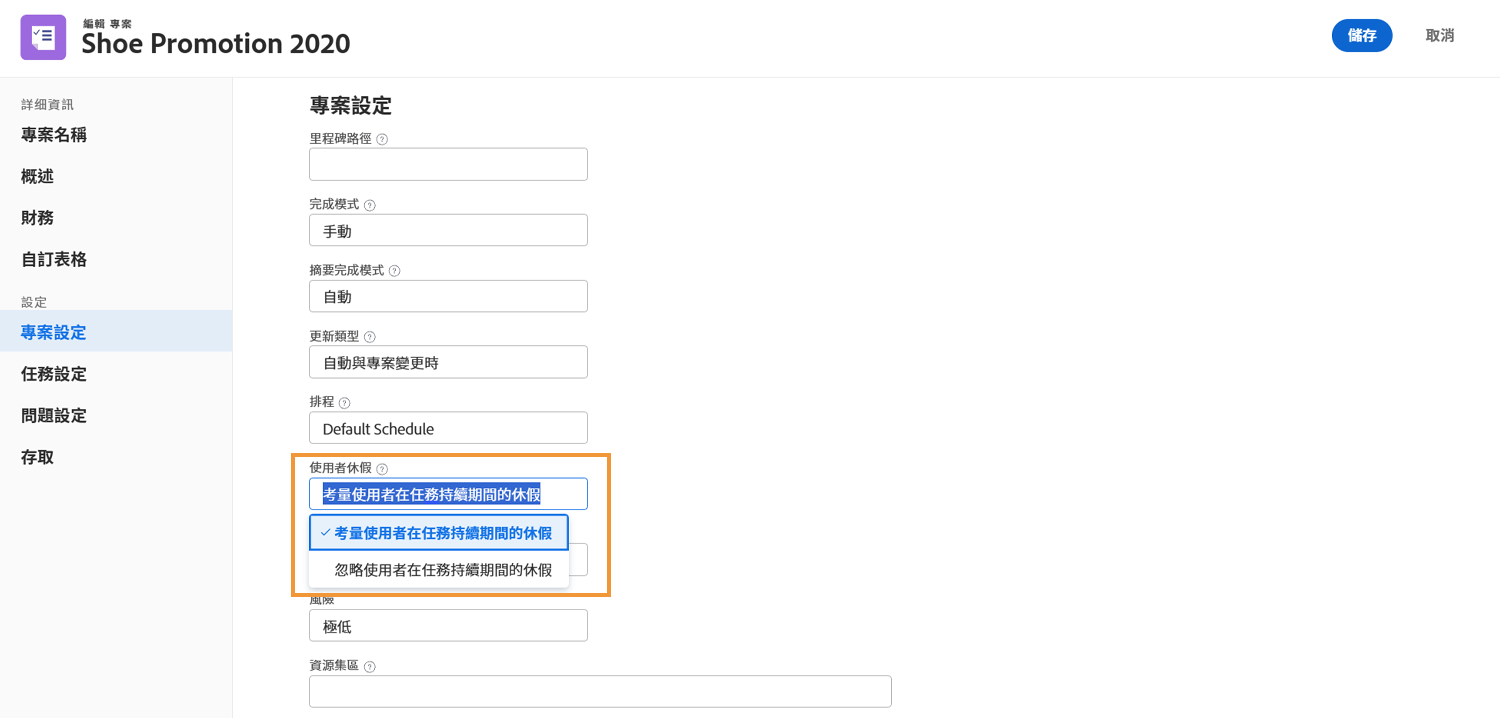 編輯 專案
Shoe Promotion 2020
儲存
取消
詳細資訊
專案名稱
概述
財務
自訂表格
設定
專案設定
任務設定
問題設定
存取
專案設定
里程碑路徑
完成模式
手動
摘要完成模式
自動
更新類型
自動與專案變更時
排程
Default Schedule
使用者休假
考量使用者在任務持續期間的休假
考量使用者在任務持續期間的休假
忽略使用者在任務持續期間的休假
風險
極低
資源集區